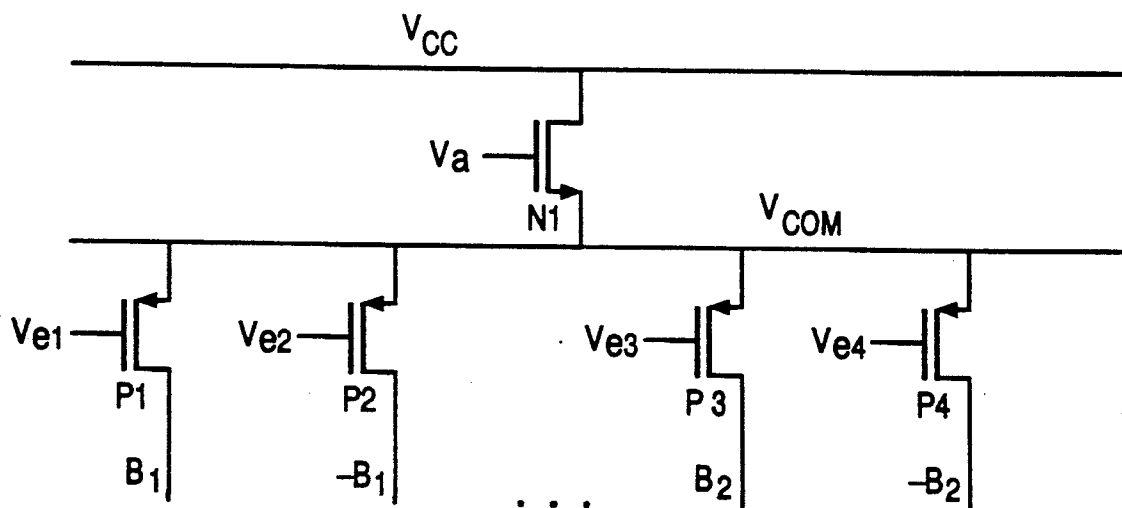 VCC
Va
N1
VCOM
Ve1
Ve2
Ve3
Ve4
P1
P2
P 3
P4
B1
–B1
B2
–B2
. . .